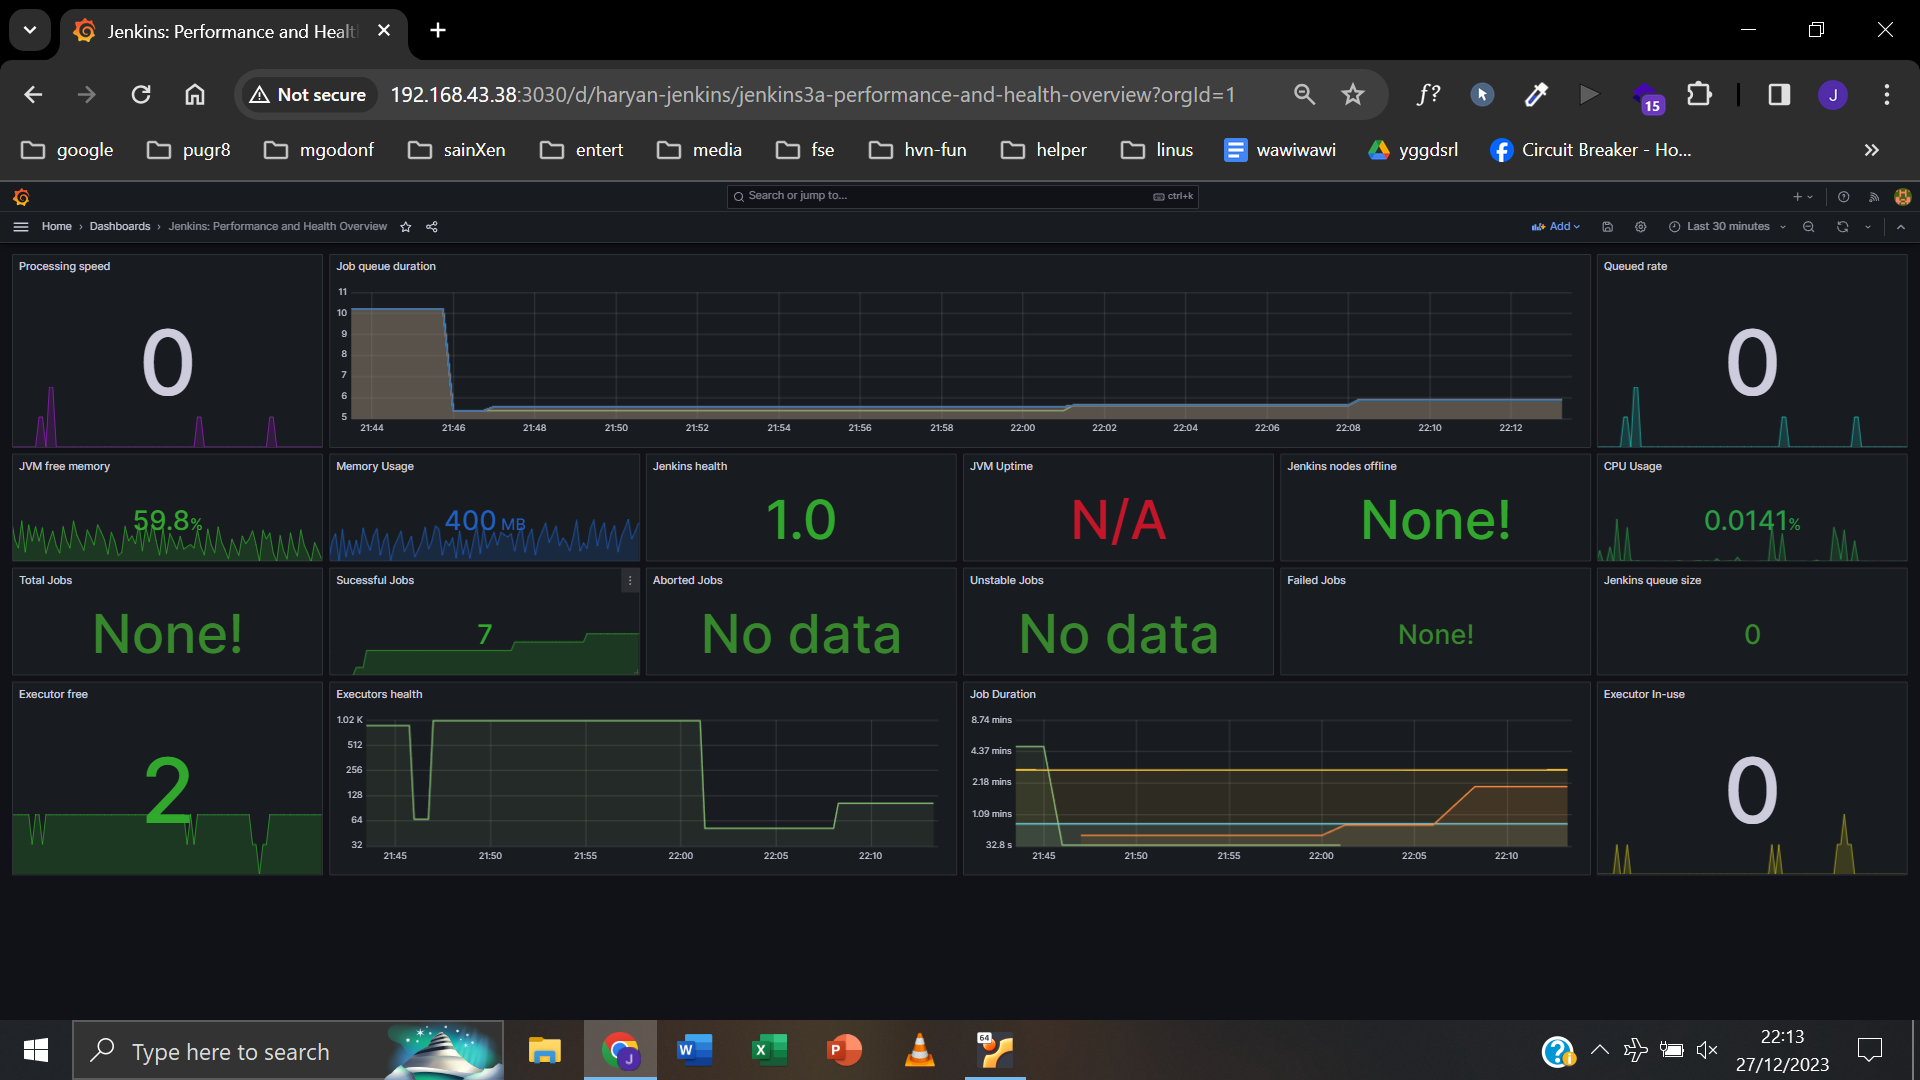 Jenkins: Performance and Healt
Not secure
192.168.43.38:3030/d/haryan-jenkins/jenkins3a-performance-and-health-overview?orgId=1
f?
15
J
google
pugr8
mgodonf
sainXen
entert
media
fse
hvn-fun
helper
linus
wawiwawi
yggdsrl
Circuit Breaker - Ho...
Search or jump to...
ctrl+k
Home › Dashboards › Jenkins: Performance and Health Overview
Add
Last 30 minutes
Processing speed
0
Job queue duration
11
10
9
8
7
6
5
21:44 21:46 21:48 21:50 21:52 21:54 21:56 21:58 22:00 22:02 22:04 22:06 22:08 22:10 22:12
Queued rate
0
JVM free memory
59.8%
Memory Usage
400 MB
Jenkins health
1.0
JVM Uptime
N/A
Jenkins nodes offline
None!
CPU Usage
0.0141%
Total Jobs
None!
Sucessful Jobs
7
Aborted Jobs
No data
Unstable Jobs
No data
Failed Jobs
None!
Jenkins queue size
0
Executor free
2
Executors health
1.02 K
512
256
128
64
32
21:45 21:50 21:55 22:00 22:05 22:10
Job Duration
8.74 mins
4.37 mins
2.18 mins
1.09 mins
32.8 s
21:45 21:50 21:55 22:00 22:05 22:10
Executor In-use
0
Type here to search
J
W
X
P
64
22:13
27/12/2023